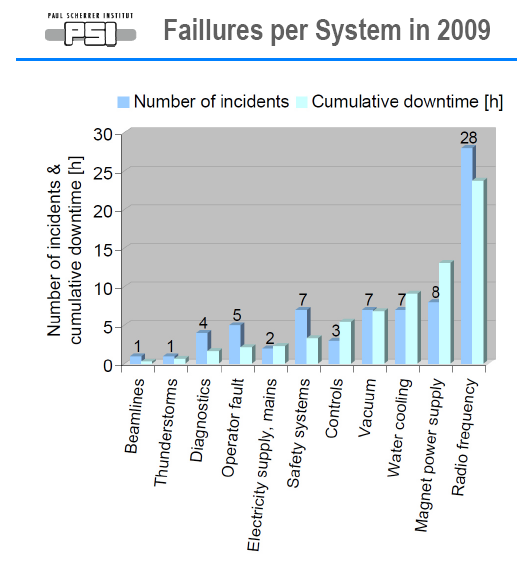 PAUL SCHERRER INSTITUT
PSI
Faillures per System in 2009
Number of incidents
Cumulative downtime [h]
Number of incidents &
cumulative downtime [h]
30
25
20
15
10
5
0
1
1
4
5
2
7
3
7
7
8
28
Beamlines
Thunderstorms
Diagnostics
Operator fault
Electricity supply, mains
Safety systems
Controls
Vacuum
Water cooling
Magnet power supply
Radio frequency